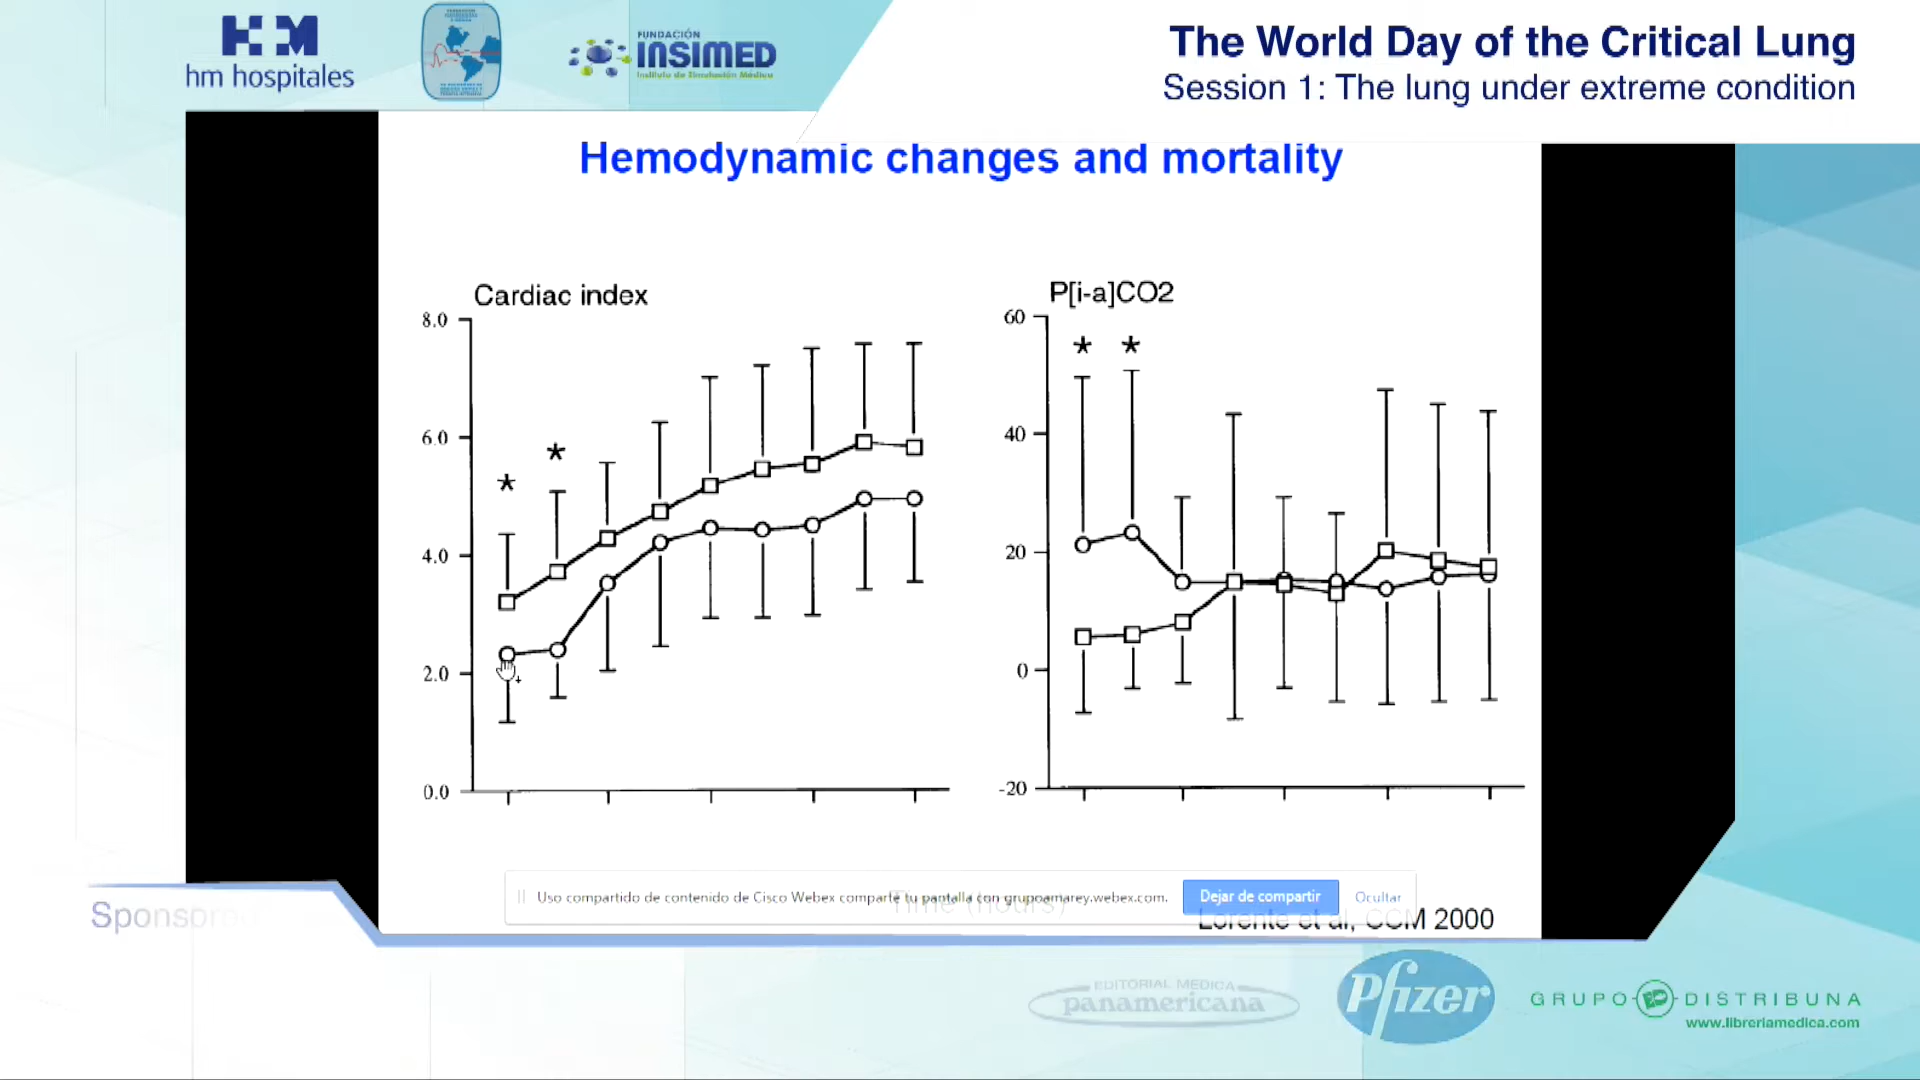 hm hospitales
FUNDACIÓN
INSIMED
Instituto de Simulación Médica
The World Day of the Critical Lung
Session 1: The lung under extreme condition
Hemodynamic changes and mortality
Cardiac index
8.0
6.0
4.0
2.0
0.0
* *
P[i-a]CO2
60
40
20
0
-20
* *
Time (hours)
Uso compartido de contenido de Cisco Webex comparte tu pantalla con grupoamarey.webex.com.
Dejar de compartir
Ocultar
Lorente et al, CCM 2000
EDITORIAL MEDICA
panamericana
Pfizer
GRUPO DISTRIBUNA
www.libreriamedica.com